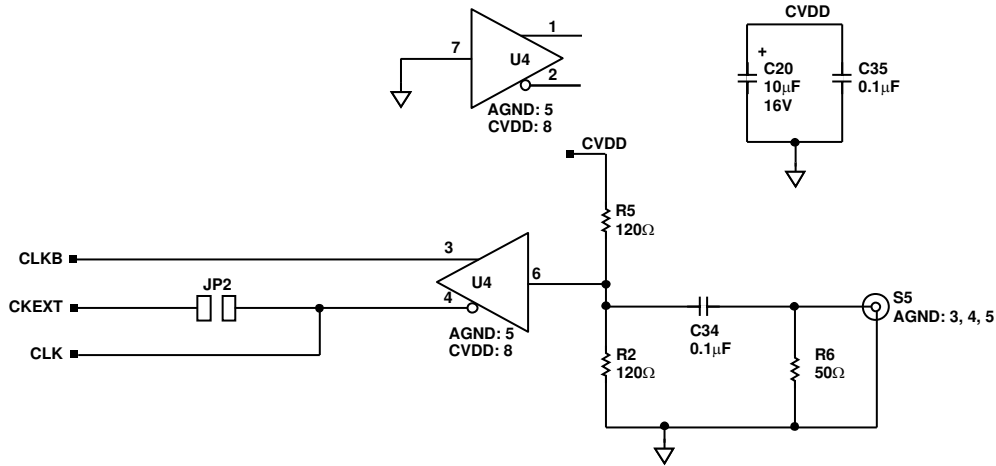 1
7
U4
2
AGND: 5
CVDD: 8
CVDD
+
C20
10µF
16V
C35
0.1µF
CVDD
R5
120Ω
CLKB
3
U4
6
JP2
CKEXT
4
AGND: 5
CVDD: 8
CLK
C34
0.1µF
S5
AGND: 3, 4, 5
R2
120Ω
R6
50Ω